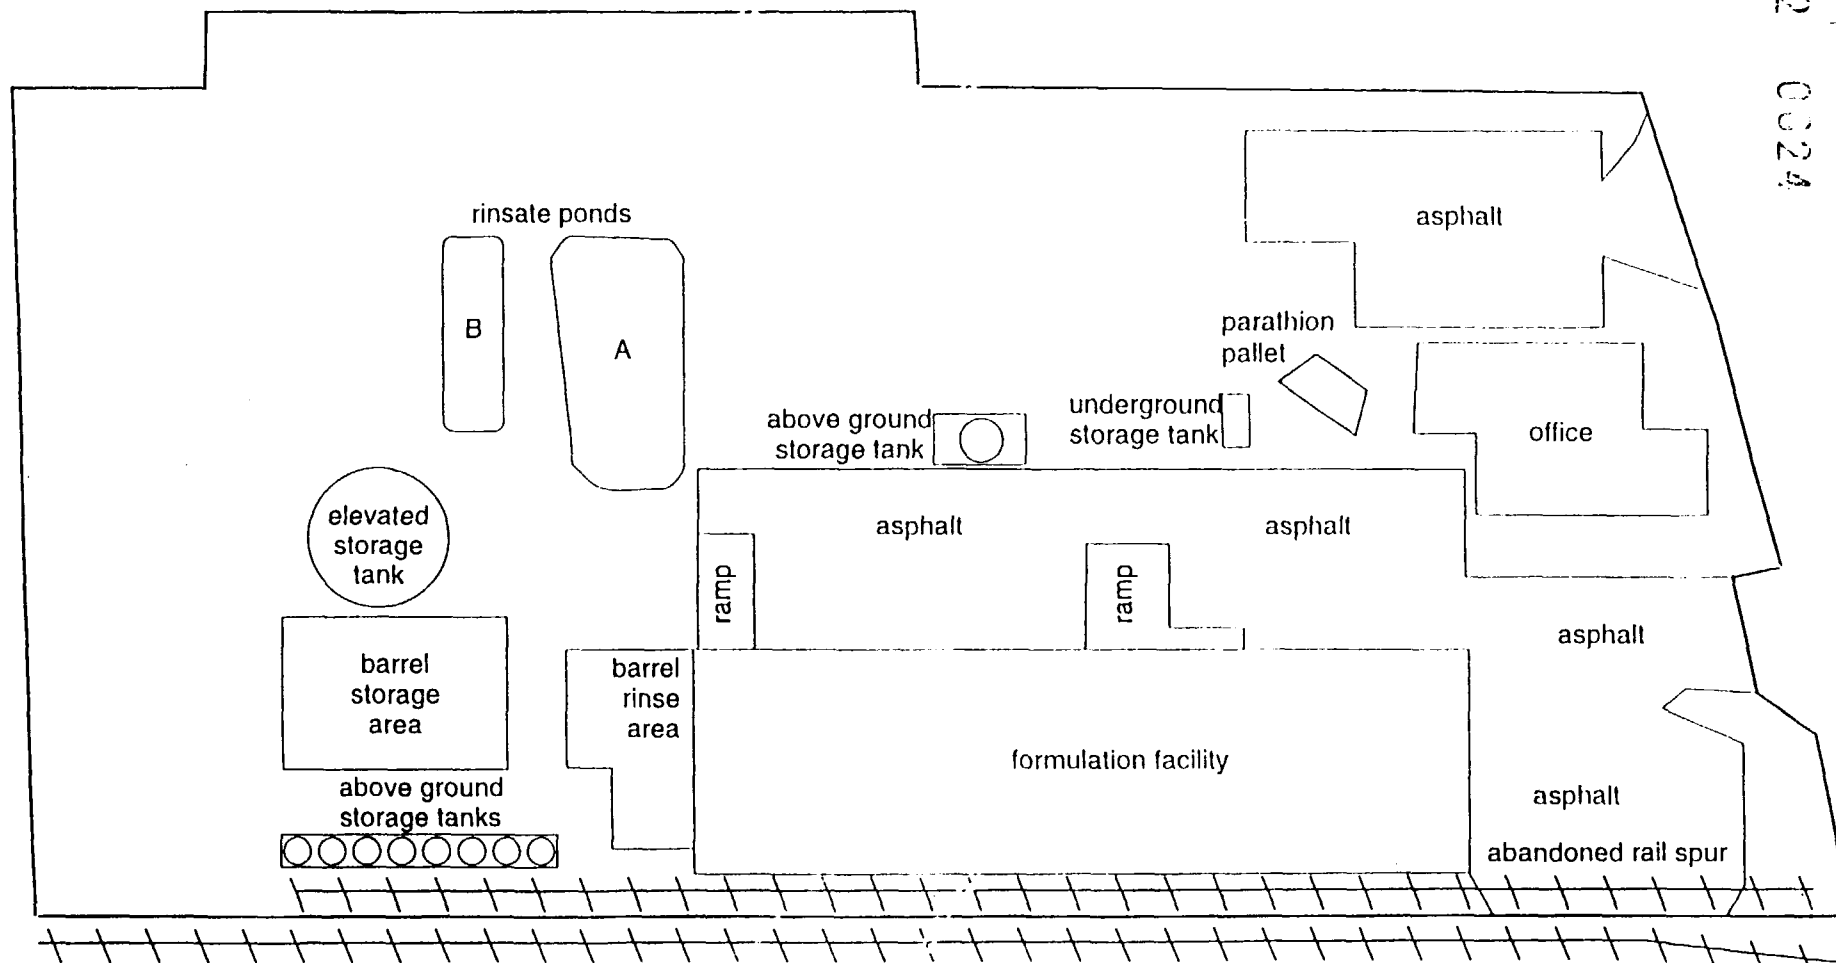 0024
rinsate ponds
asphalt
B
A
parathion
pallet
above ground
storage tank
underground
storage tank
office
elevated
storage
tank
asphalt
asphalt
ramp
ramp
asphalt
barrel
storage
area
barrel
rinse
area
formulation facility
above ground
storage tanks
asphalt
abandoned rail spur